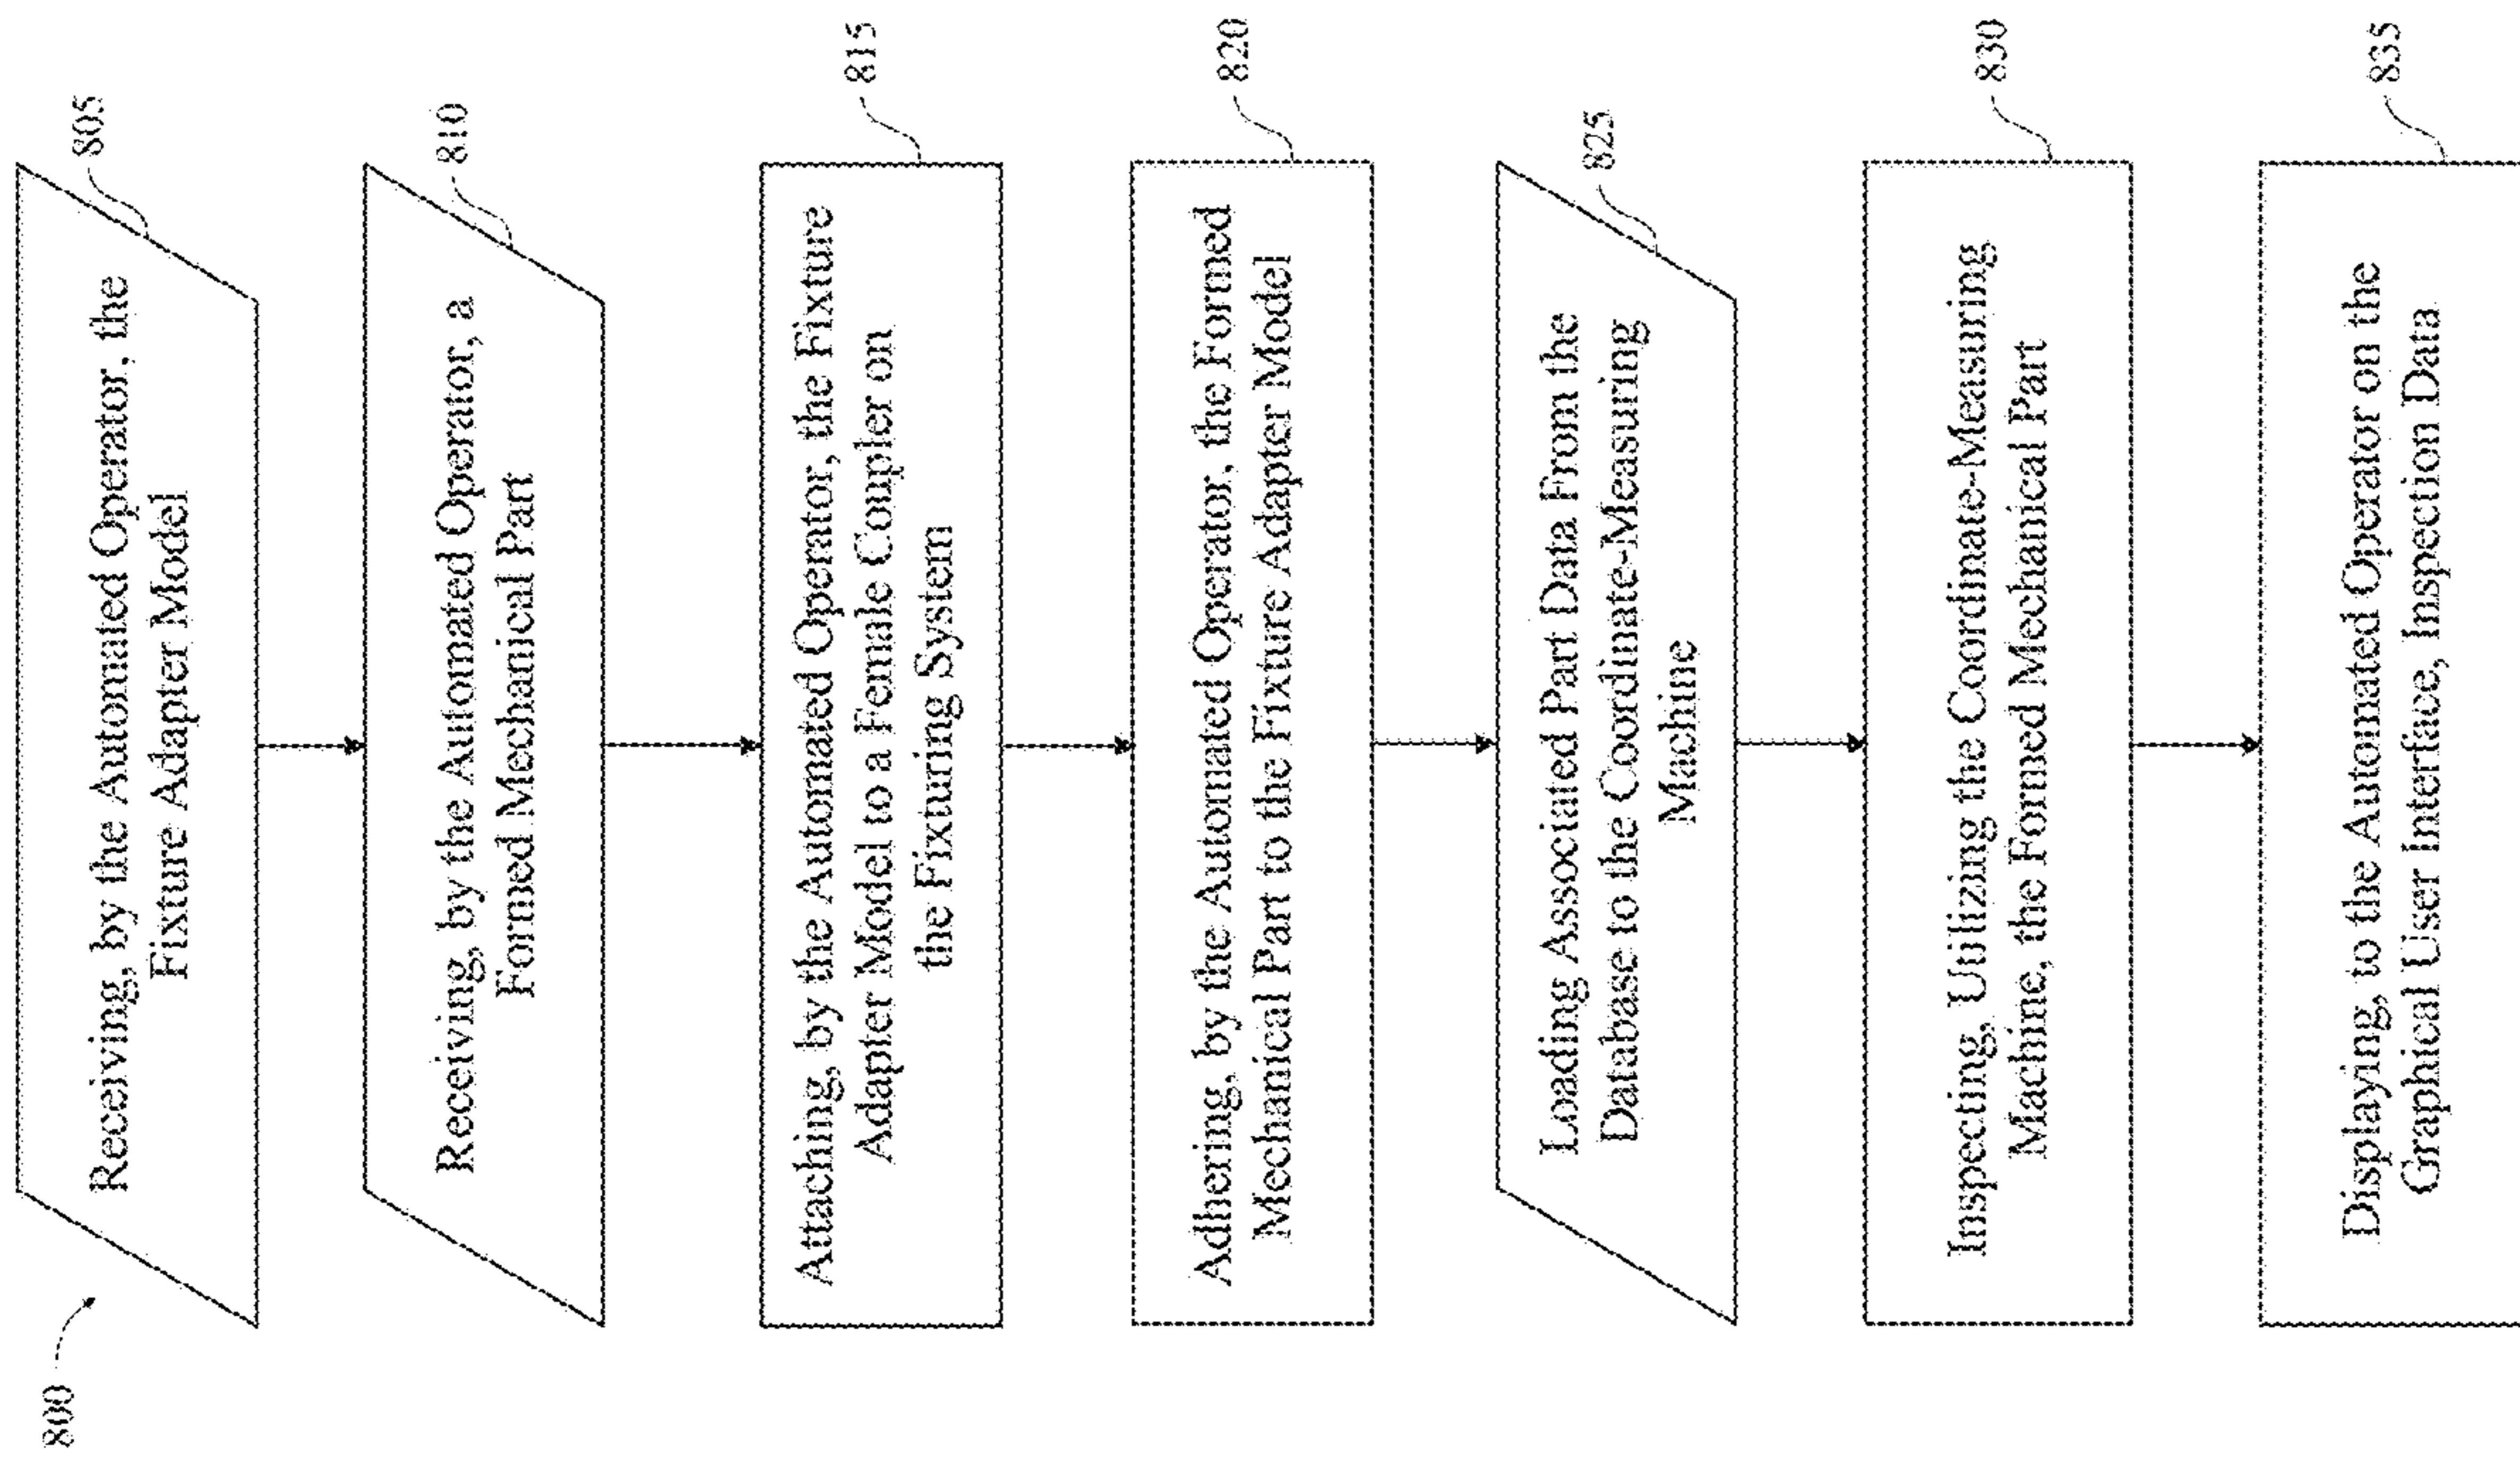 800
805
Receiving, by the Automated Operator, the
Fixture Adapter Model
810
Receiving, by the Automated Operator, a
Formed Mechanical Part
815
Attaching, by the Automated Operator, the Fixture
Adapter Model to a Female Coupler on
the Fixturing System
820
Adhering, by the Automated Operator, the Formed
Mechanical Part to the Fixture Adapter Model
825
Loading Associated Part Data From the
Database to the Coordinate-Measuring
Machine
830
Inspecting, Utilizing the Coordinate-Measuring
Machine, the Formed Mechanical Part
835
Displaying, to the Automated Operator on the
Graphical User Interface, Inspection Data